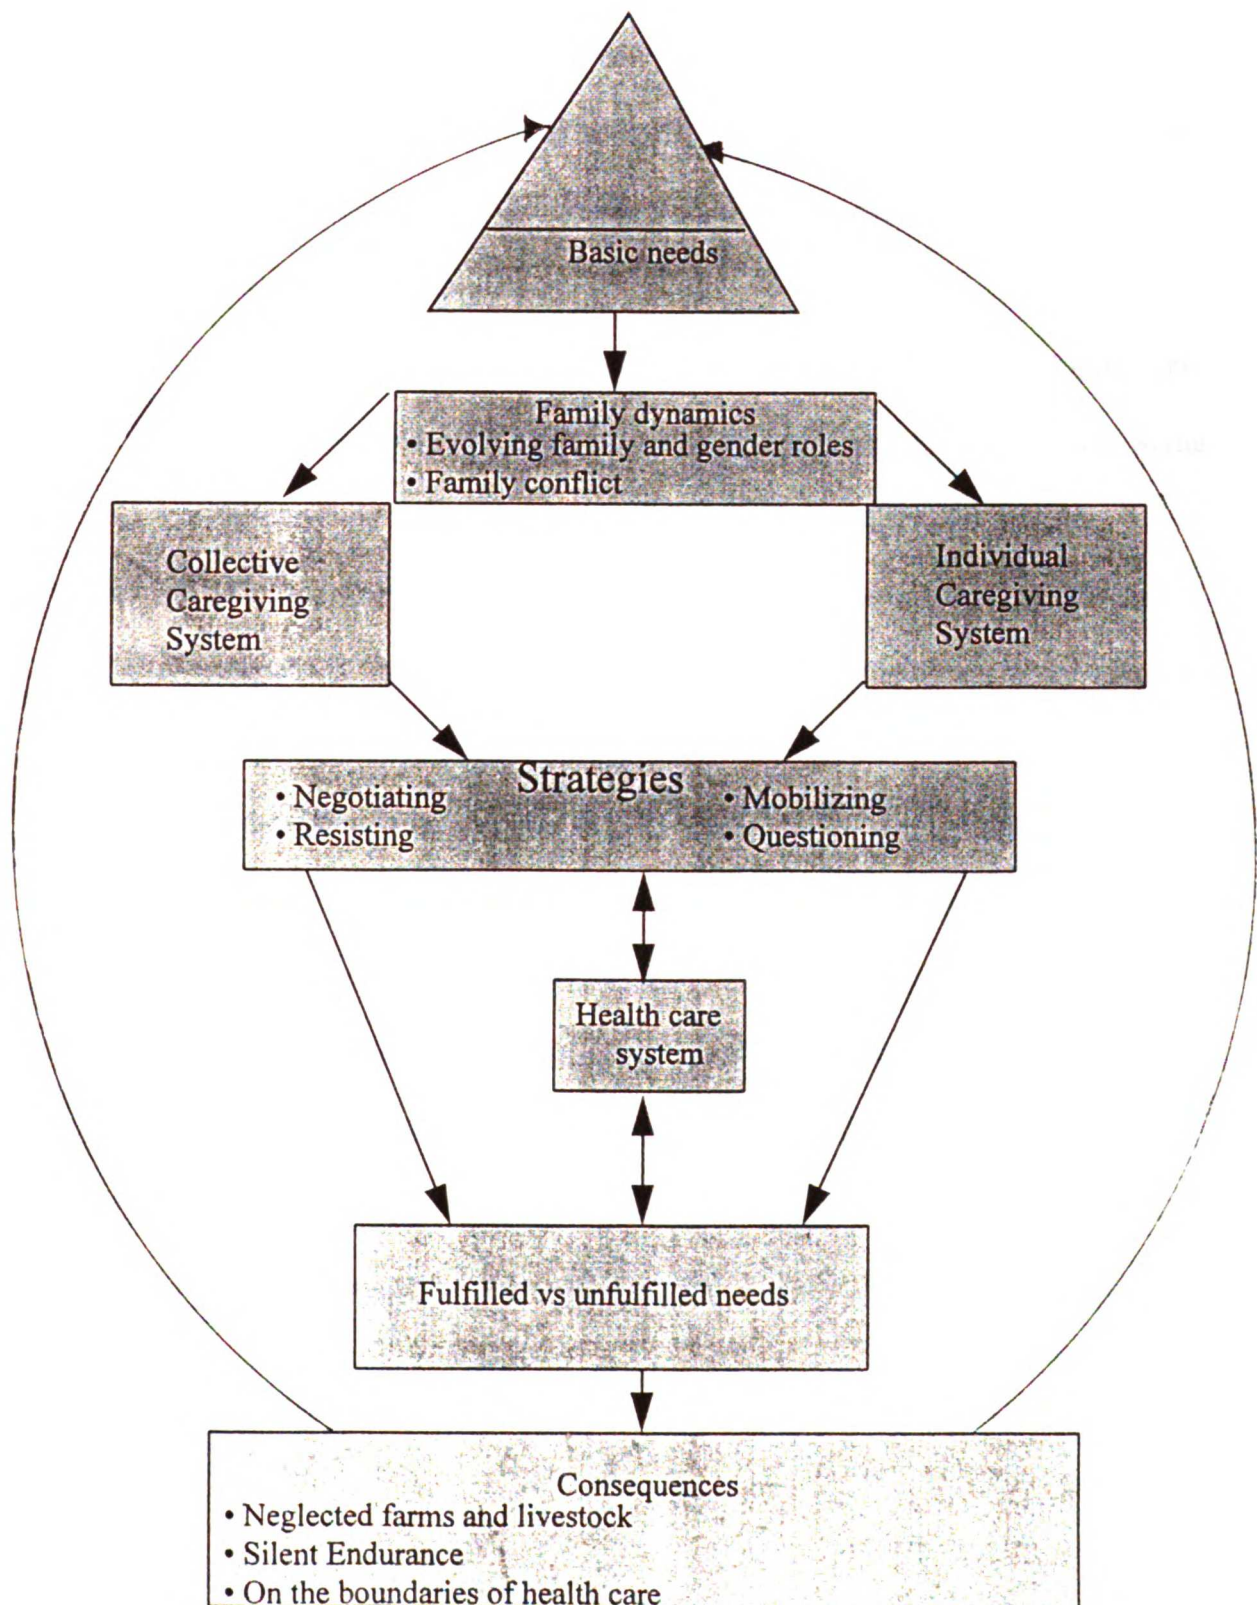 Basic needs
Family dynamics
• Evolving family and gender roles
• Family conflict
Collective
Caregiving
System
Individual
Caregiving
System
Strategies
• Negotiating
• Resisting
• Mobilizing
• Questioning
Health care
system
Fulfilled vs unfulfilled needs
Consequences
• Neglected farms and livestock
• Silent Endurance
• On the boundaries of health care